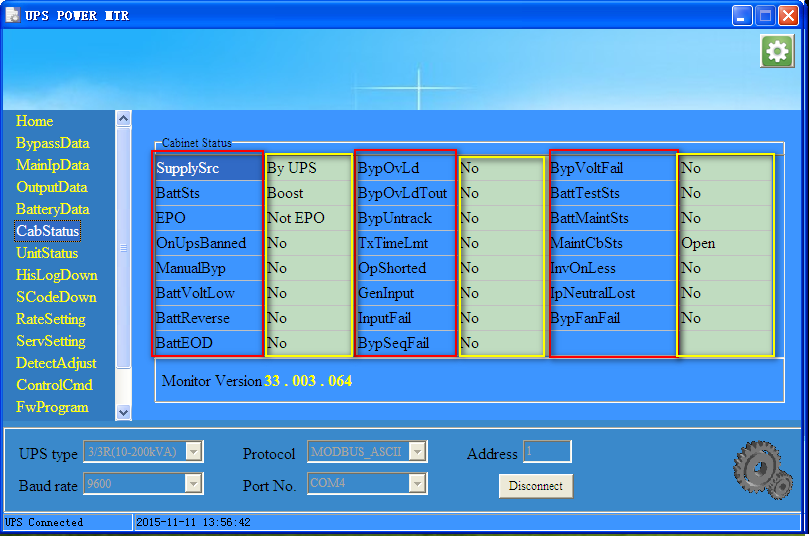 UPS POWER MTR
Home
BypassData
MainIpData
OutputData
BatteryData
CabStatus
UnitStatus
HisLogDown
SCodeDown
RateSetting
ServSetting
DetectAdjust
ControlCmd
FwProgram
Cabinet Status
SupplySrc By UPS BypOvLd No BypVoltFail No
BattSts Boost BypOvLdTout No BattTestSts No
EPO Not EPO BypUntrack No BattMaintSts No
OnUpsBanned No TxTimeLmt No MaintCbSts Open
ManualByp No OpShorted No InvOnLess No
BattVoltLow No GenInput No IpNeutralLost No
BattReverse No InputFail No BypFanFail No
BattEOD No BypSeqFail No
Monitor Version 33 . 003 . 064
UPS type 3/3R(10-200kVA) Protocol MODBUS_ASCII Address 1
Baud rate 9600 Port No. COM4 Disconnect
UPS Connected 2015-11-11 13:56:42